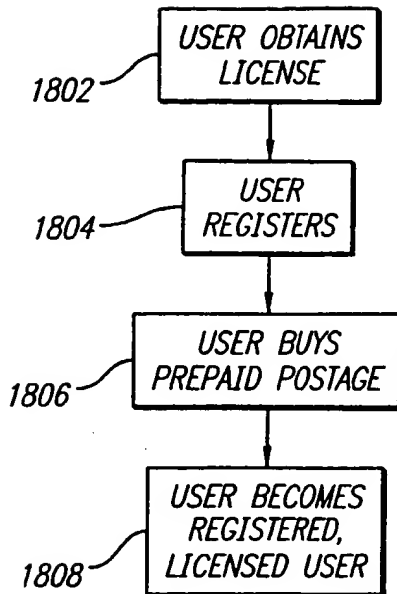 USER OBTAINS
LICENSE
1802
USER
REGISTERS
1804
USER BUYS
PREPAID POSTAGE
1806
USER BECOMES
REGISTERED,
LICENSED USER
1808